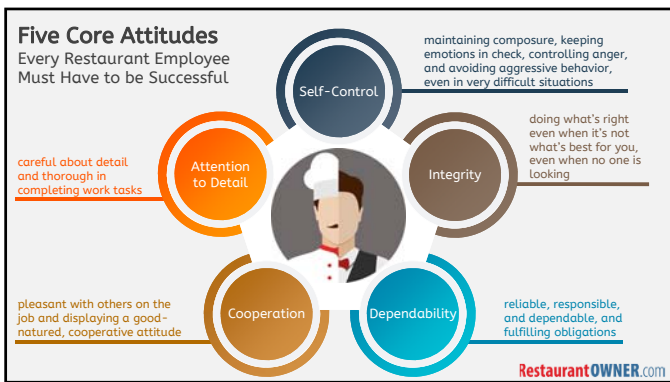 Five Core Attitudes
Every Restaurant Employee
Must Have to be Successful
Self-Control
maintaining composure, keeping
emotions in check, controlling anger,
and avoiding aggressive behavior,
even in very difficult situations
Integrity
doing what's right
even when it's not
what's best for you,
even when no one is
looking
Attention
to Detail
careful about detail
and thorough in
completing work tasks
Cooperation
pleasant with others on the
job and displaying a good-
natured, cooperative attitude
Dependability
reliable, responsible,
and dependable, and
fulfilling obligations
RestaurantOWNER.com